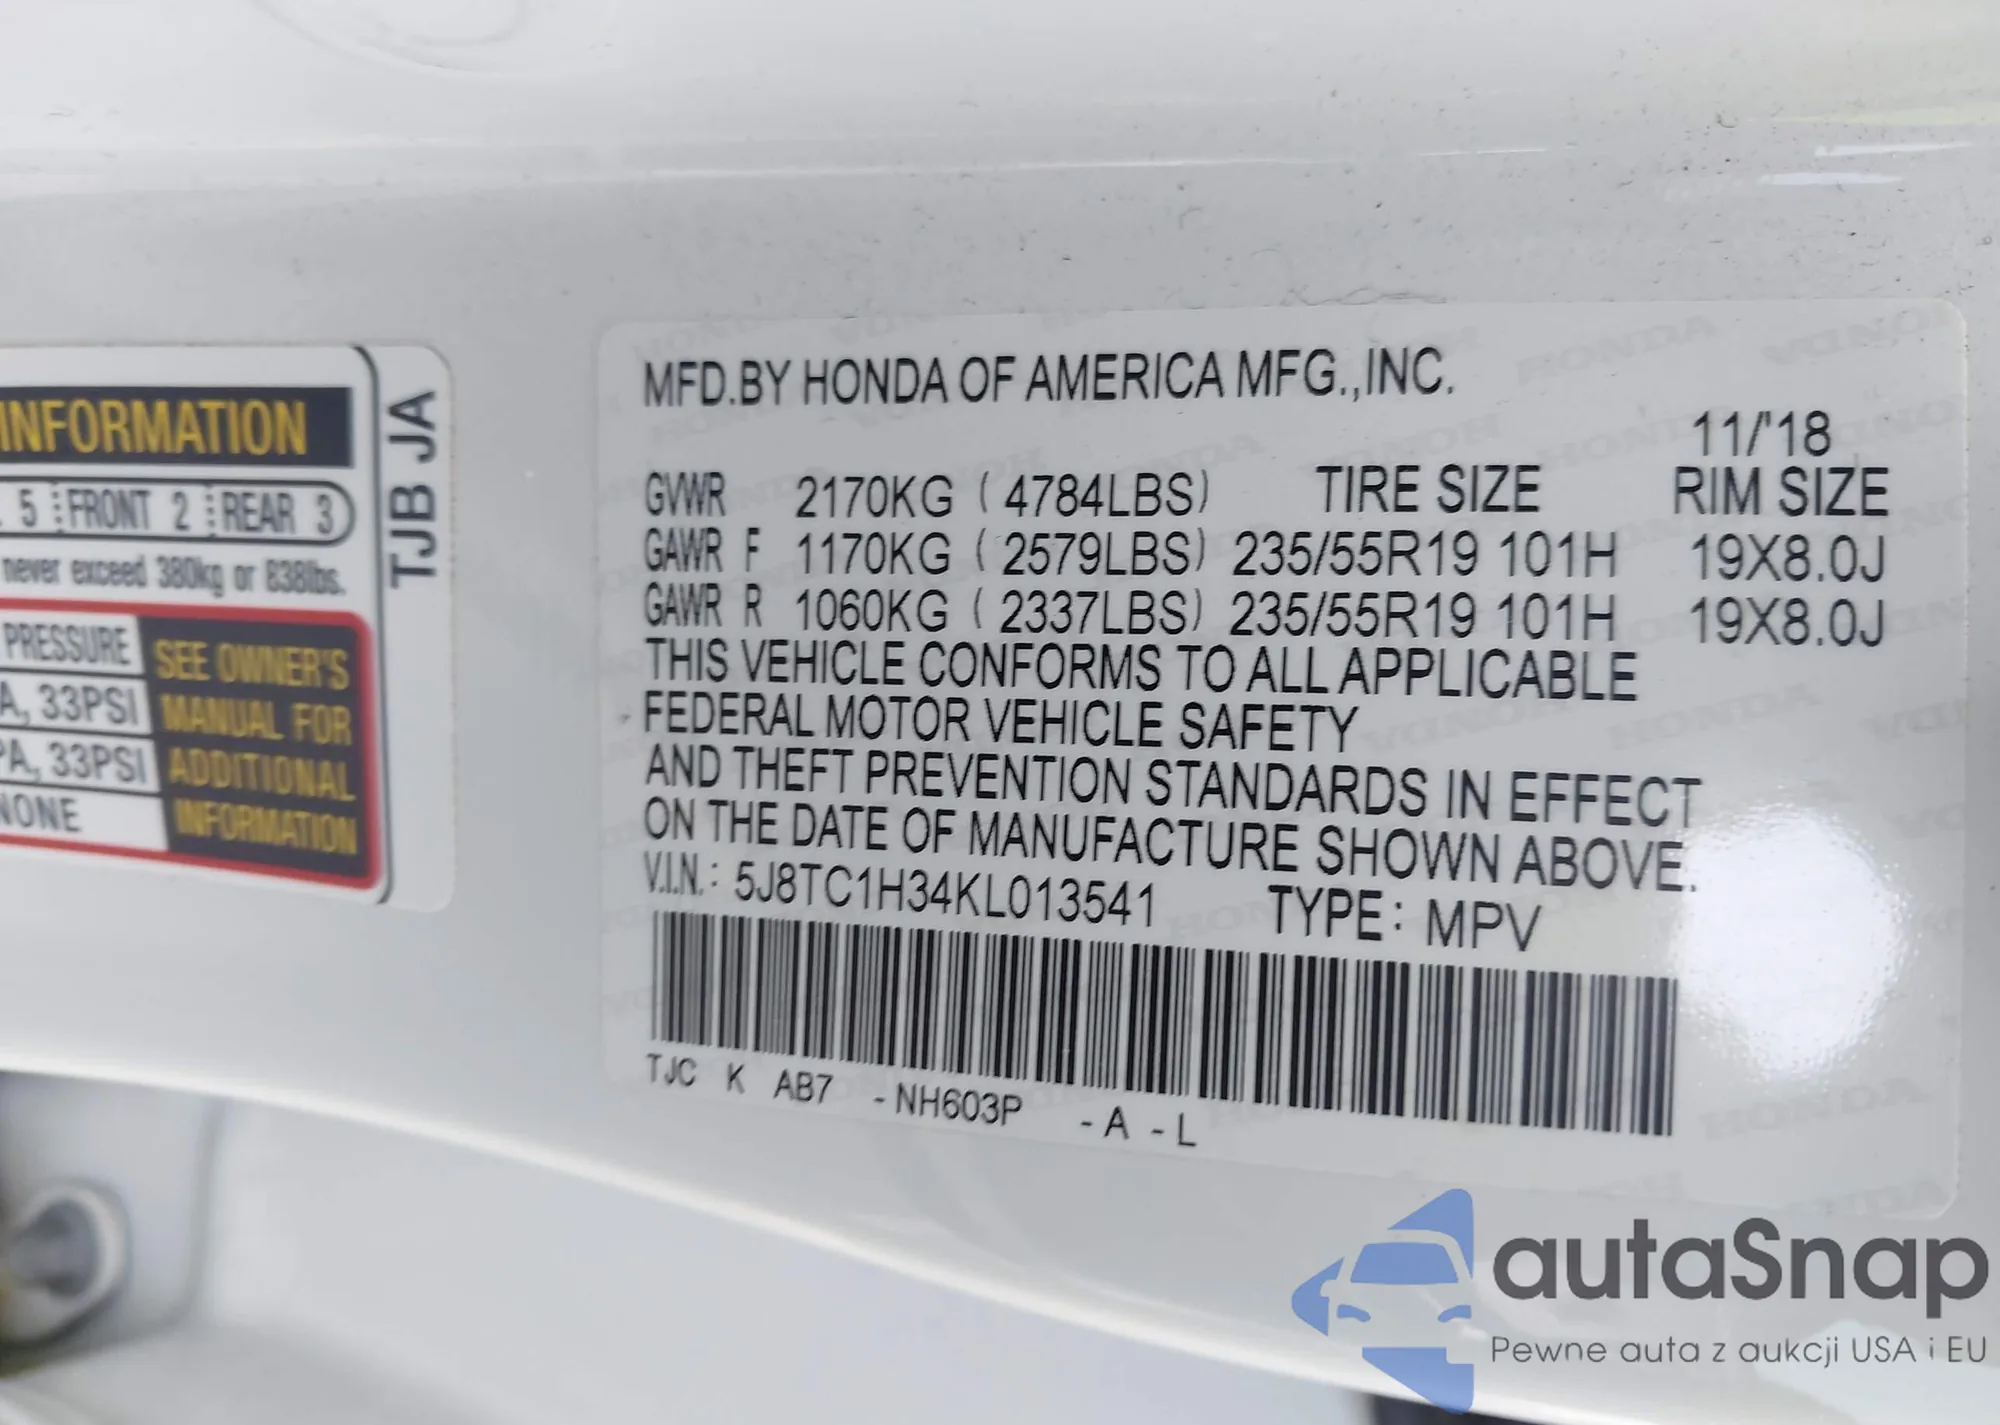 INFORMATION
5 FRONT 2 REAR 3
never exceed 380kg or 838lbs.
PRESSURE
A, 33PSI
PA, 33PSI
NONE
SEE OWNER'S
MANUAL FOR
ADDITIONAL
INFORMATION
TJB JA
MFD.BY HONDA OF AMERICA MFG.,INC.
11/'18
GVWR 2170KG ( 4784LBS) TIRE SIZE RIM SIZE
GAWR F 1170KG ( 2579LBS) 235/55R19 101H 19X8.0J
GAWR R 1060KG ( 2337LBS) 235/55R19 101H 19X8.0J
THIS VEHICLE CONFORMS TO ALL APPLICABLE
FEDERAL MOTOR VEHICLE SAFETY
AND THEFT PREVENTION STANDARDS IN EFFECT
ON THE DATE OF MANUFACTURE SHOWN ABOVE.
V.I.N.: 5J8TC1H34KL013541 TYPE: MPV
TJC K AB7 -NH603P -A -L
autaSnap
Pewne auta z aukcji USA i EU